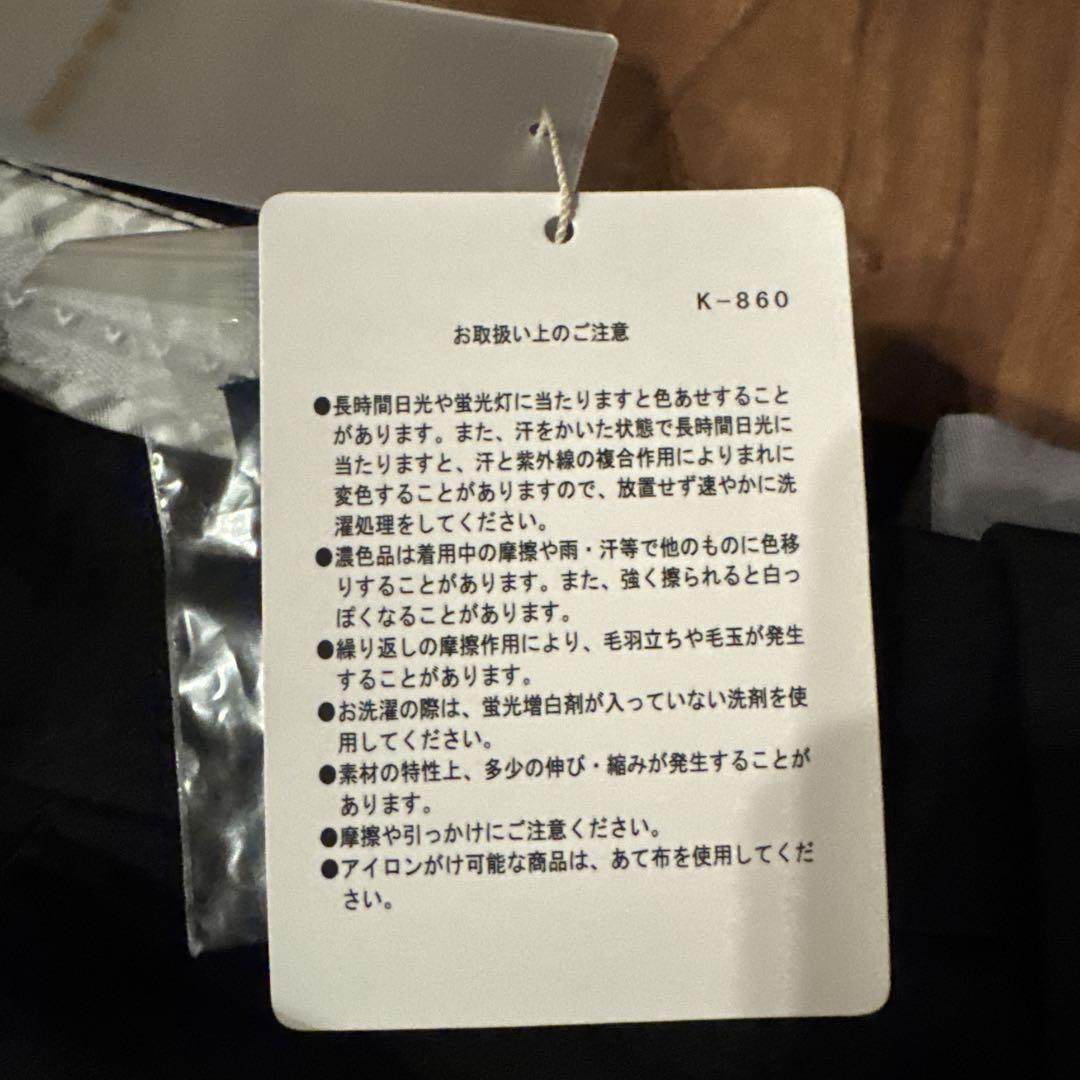 K-860
お取扱い上のご注意
●長時間日光や蛍光灯に当たりますと色あせすること
があります。また、汗をかいた状態で長時間日光に
当たりますと、汗と紫外線の複合作用によりまれに
変色することがありますので、放置せず速やかに洗
濯処理をしてください。
●濃色品は着用中の摩擦や雨・汗等で他のものに色移
りすることがあります。また、強く擦られると白っ
ぽくなることがあります。
●繰り返しの摩擦作用により、毛羽立ちや毛玉が発生
することがあります。
●お洗濯の際は、蛍光増白剤が入っていない洗剤を使
用してください。
●素材の特性上、多少の伸び・縮みが発生することが
あります。
●摩擦や引っかけにご注意ください。
●アイロンがけ可能な商品は、あて布を使用してくだ
さい。